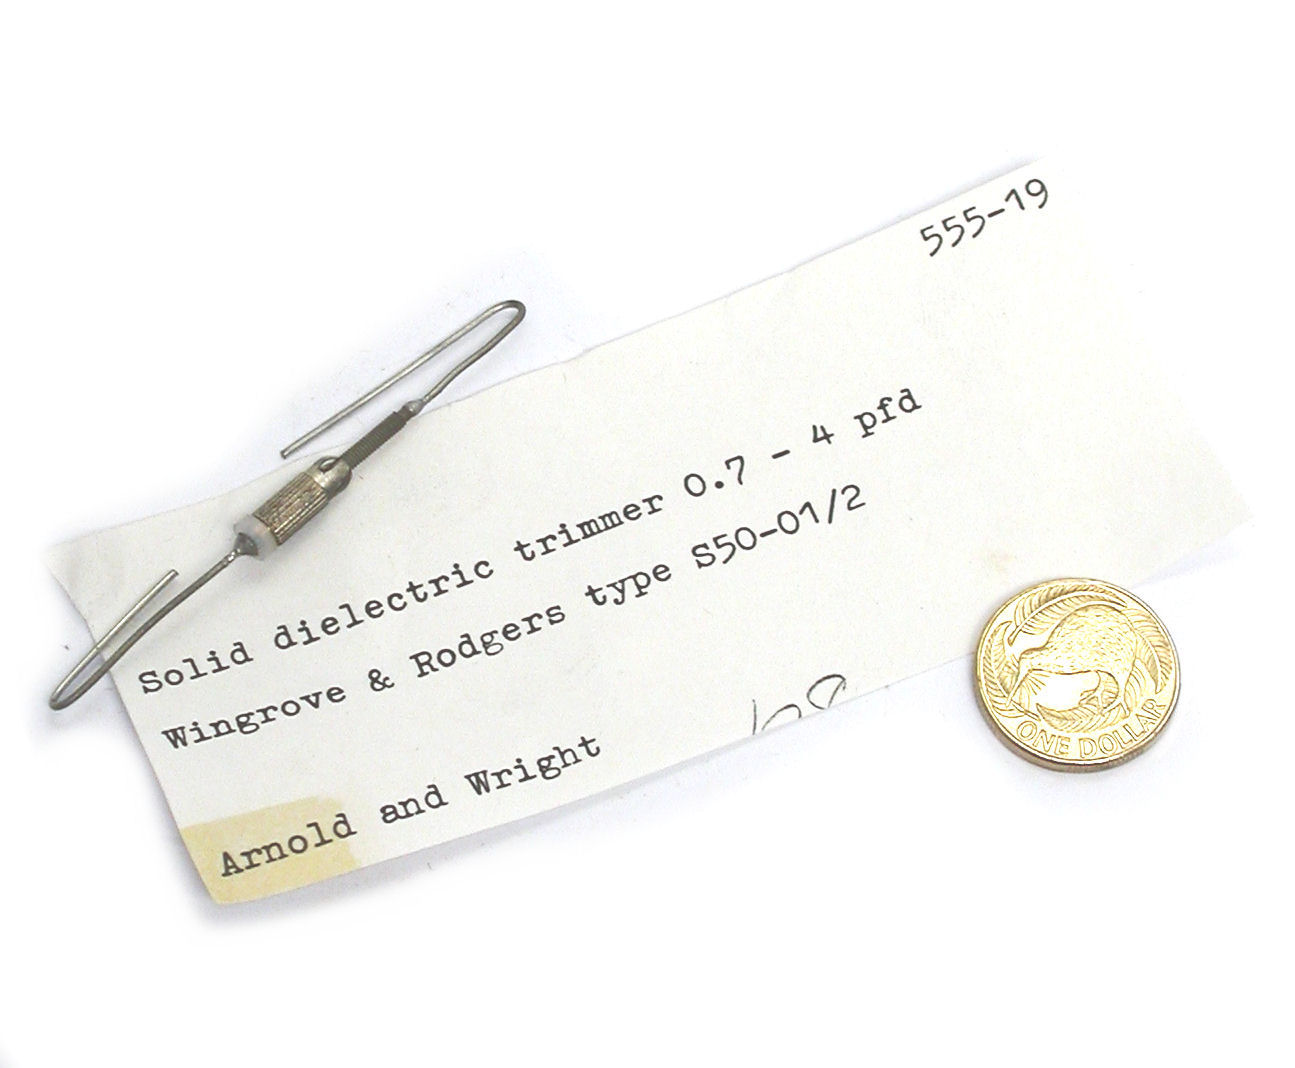 555-19
Solid dielectric trimmer 0.7 - 4 pfd
Wingrove & Rodgers type S50-01/2
Arnold and Wright
ONE DOLLAR